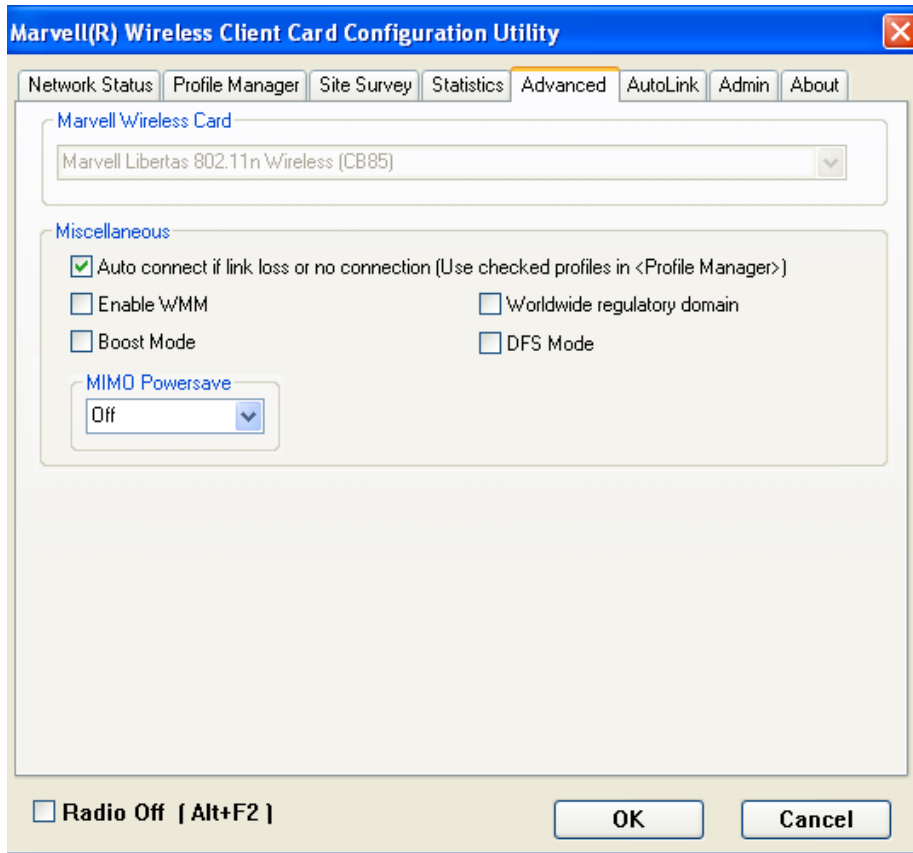 Marvell(R) Wireless Client Card Configuration Utility
Network Status Profile Manager Site Survey Statistics Advanced AutoLink Admin About
Marvell Wireless Card
Marvell Libertas 802.11n Wireless (CB85)
Miscellaneous
Auto connect if link loss or no connection (Use checked profiles in <Profile Manager>)
Enable WMM Worldwide regulatory domain
Boost Mode DFS Mode
MIMO Powersave
Off
Radio Off [ Alt+F2 ] OK Cancel